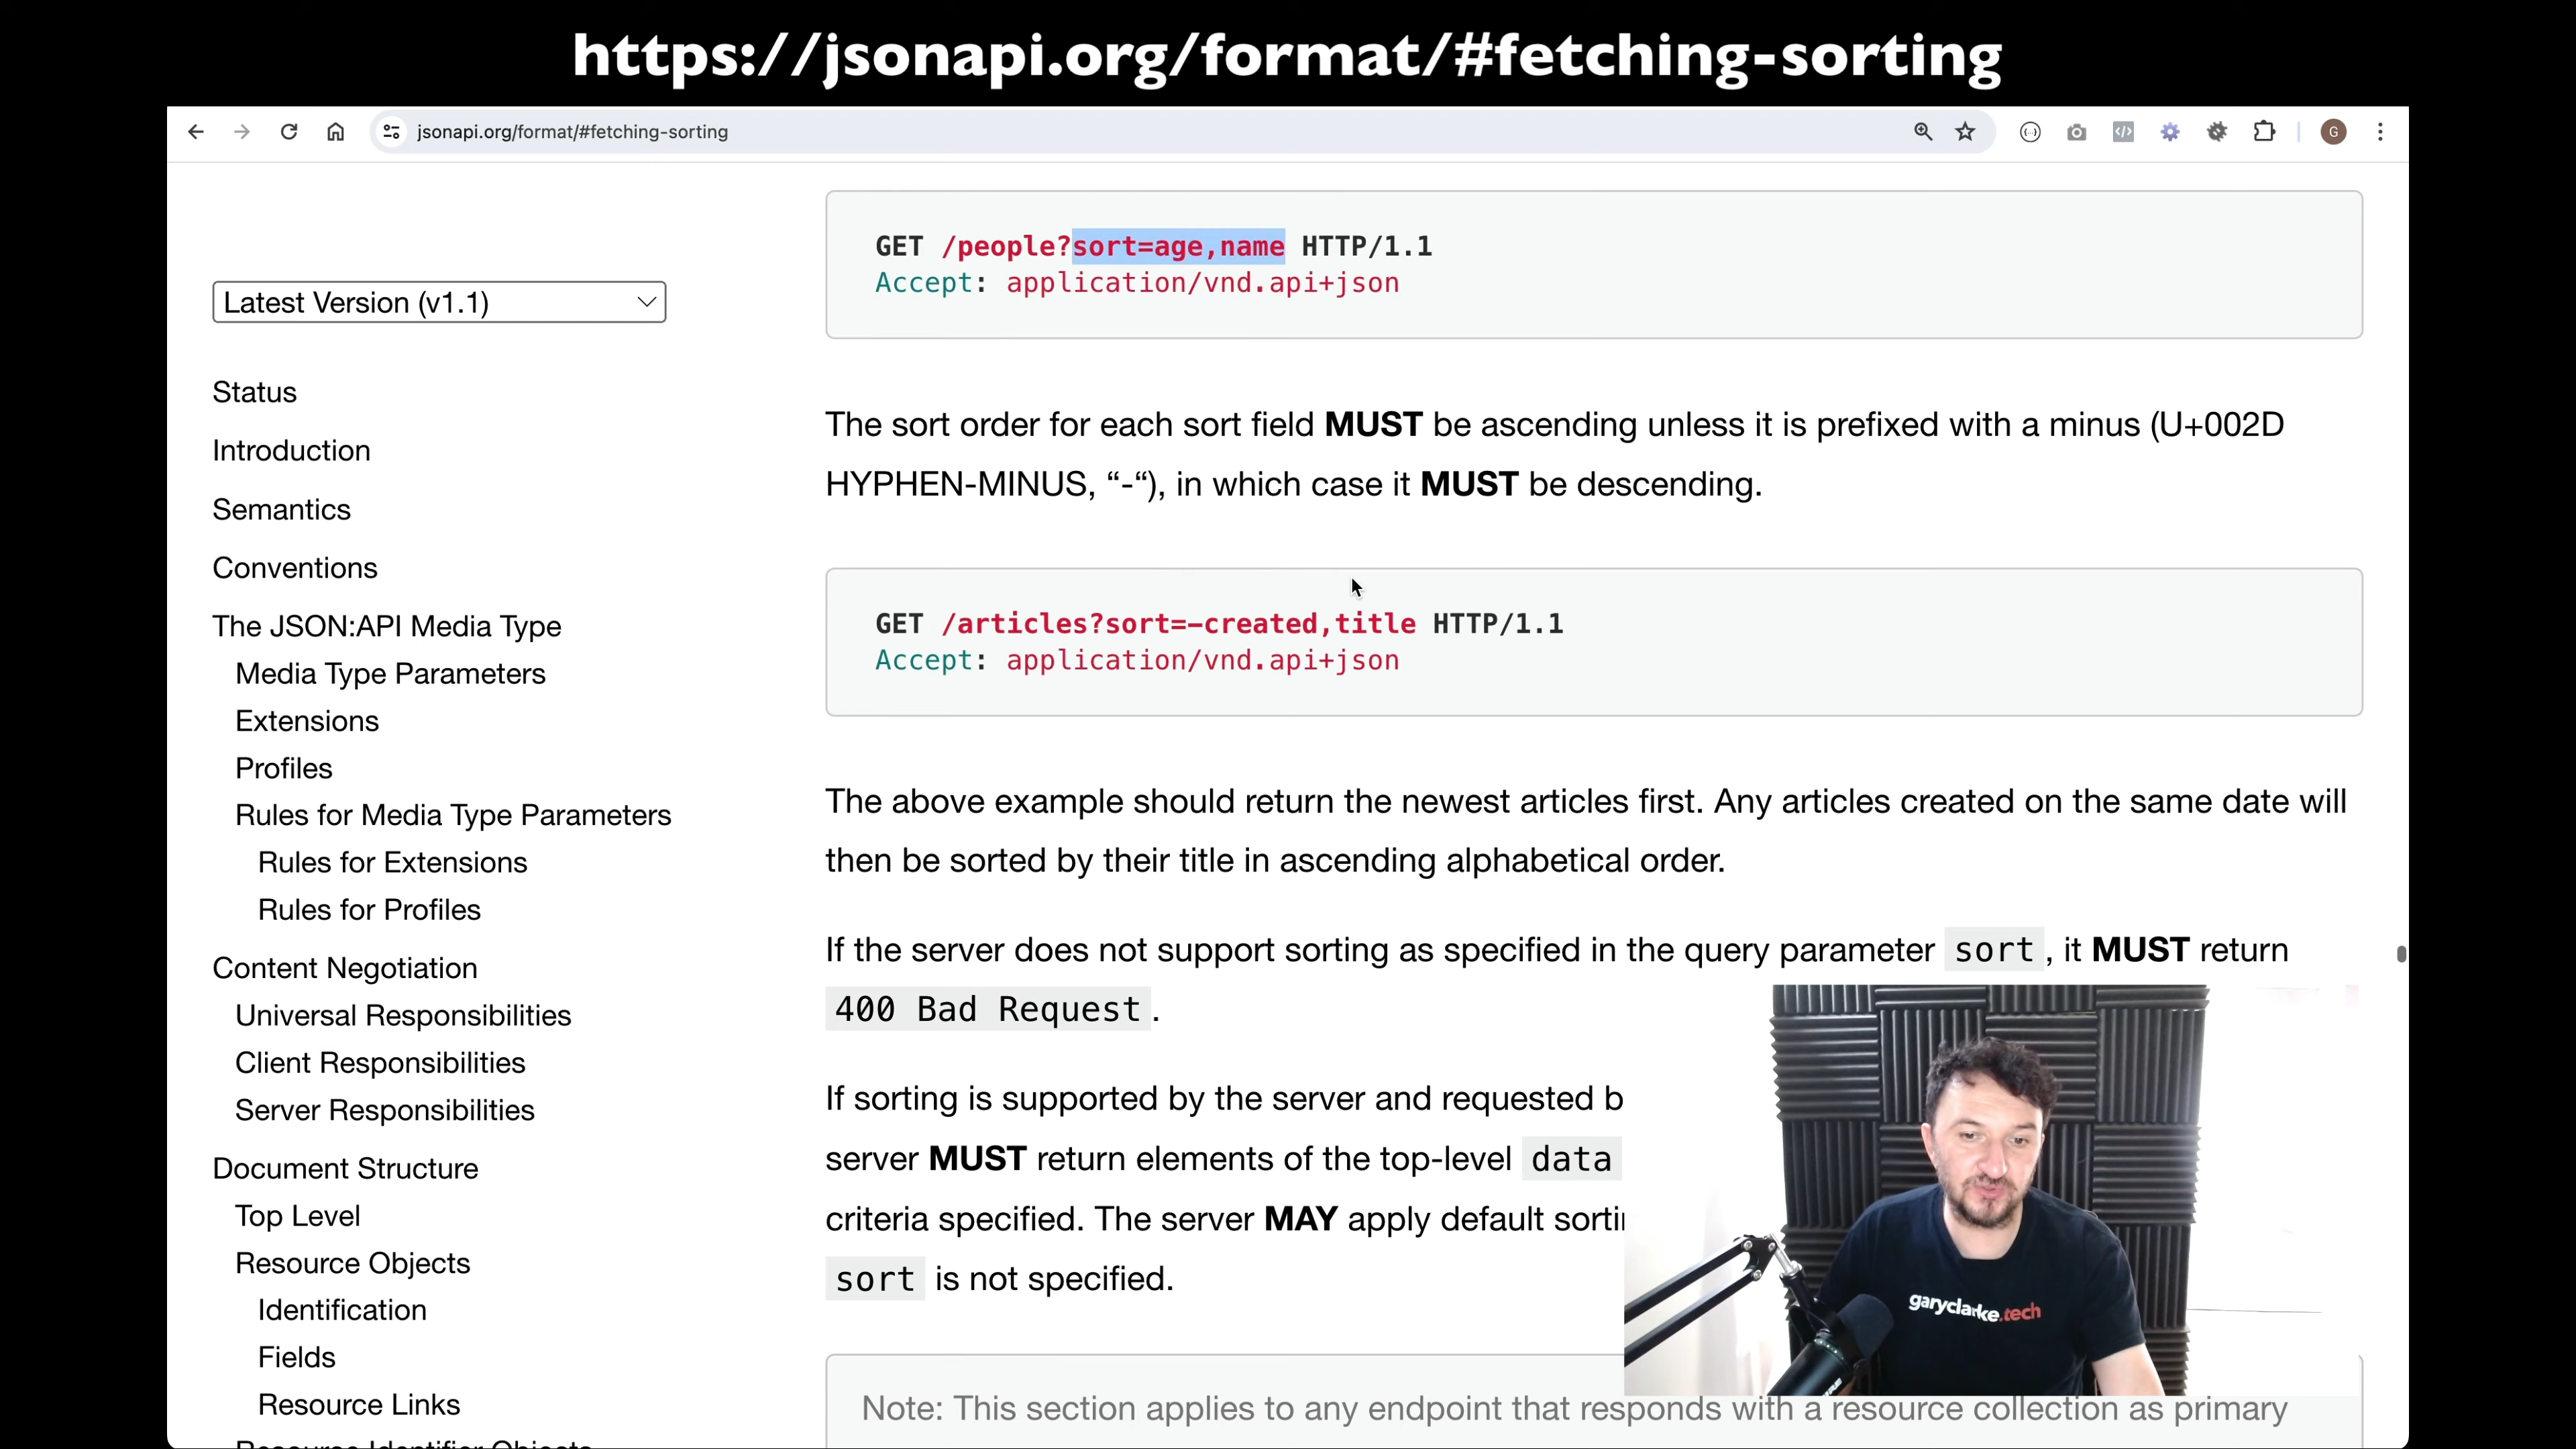 https://jsonapi.org/format/#fetching-sorting
jsonapi.org/format/#fetching-sorting
G
GET /people?sort=age,name HTTP/1.1
Accept: application/vnd.api+json
Latest Version (v1.1)
Status
Introduction
Semantics
Conventions
The JSON:API Media Type
Media Type Parameters
Extensions
Profiles
Rules for Media Type Parameters
Rules for Extensions
Rules for Profiles
Content Negotiation
Universal Responsibilities
Client Responsibilities
Server Responsibilities
Document Structure
Top Level
Resource Objects
Identification
Fields
Resource Links
Resource Identifier Objects
The sort order for each sort field MUST be ascending unless it is prefixed with a minus (U+002D
HYPHEN-MINUS, “-“), in which case it MUST be descending.
GET /articles?sort=-created,title HTTP/1.1
Accept: application/vnd.api+json
The above example should return the newest articles first. Any articles created on the same date will
then be sorted by their title in ascending alphabetical order.
If the server does not support sorting as specified in the query parameter sort, it MUST return
400 Bad Request.
If sorting is supported by the server and requested b
server MUST return elements of the top-level data
criteria specified. The server MAY apply default sorti
sort is not specified.
Note: This section applies to any endpoint that responds with a resource collection as primary
garyclarke.tech